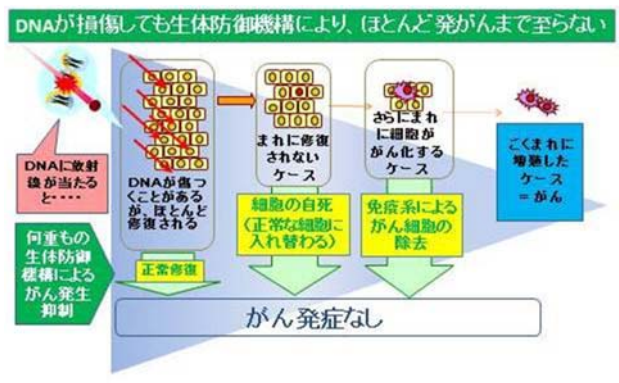 DNAが損傷しても生体防御機構により、ほとんど発がんまで至らない
DNAに放射
線が当たる
と‥‥
DNAが傷つ
くことがある
が、ほとんど
修復される
まれに修復
されない
ケース
さらにまれ
に細胞が
がん化する
ケース
ごくまれに
増殖した
ケース
=がん
何重もの
生体防御
機構による
がん発生
抑制
正常修復
細胞の自死
(正常な細胞に
入れ替わる)
免疫系による
がん細胞の
除去
がん発症なし